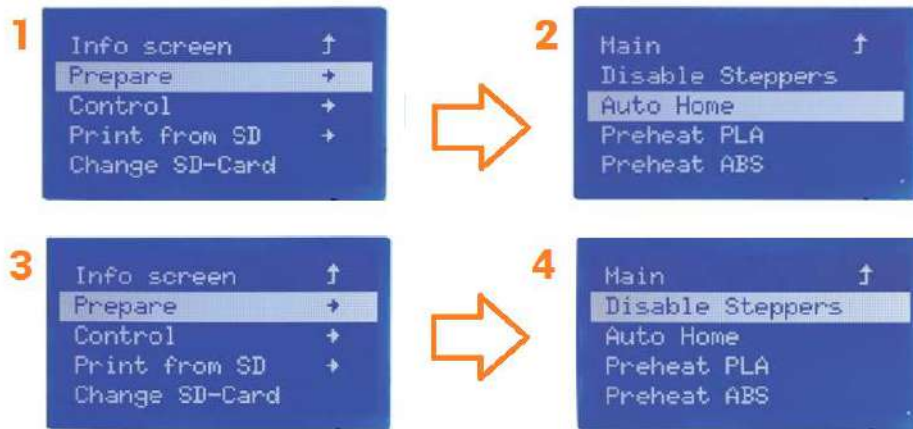 1
Info screen ↑
Prepare →
Control →
Print from SD →
Change SD-Card
2
Main ↑
Disable Steppers
Auto Home
Preheat PLA
Preheat ABS
3
Info screen ↑
Prepare →
Control →
Print from SD →
Change SD-Card
4
Main ↑
Disable Steppers
Auto Home
Preheat PLA
Preheat ABS